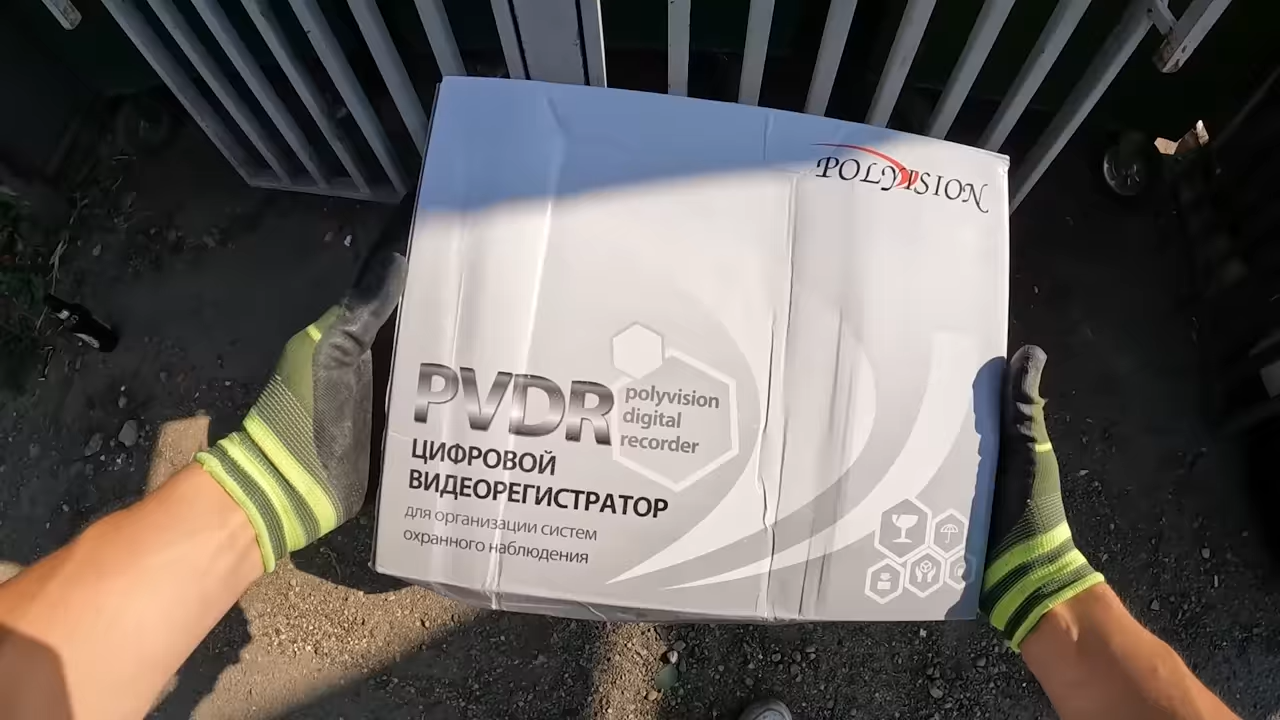 POLYVISION
PVDR
polyvision
digital
recorder
ЦИФРОВОЙ
ВИДЕОРЕГИСТРАТОР
для организации систем
охранного наблюдения